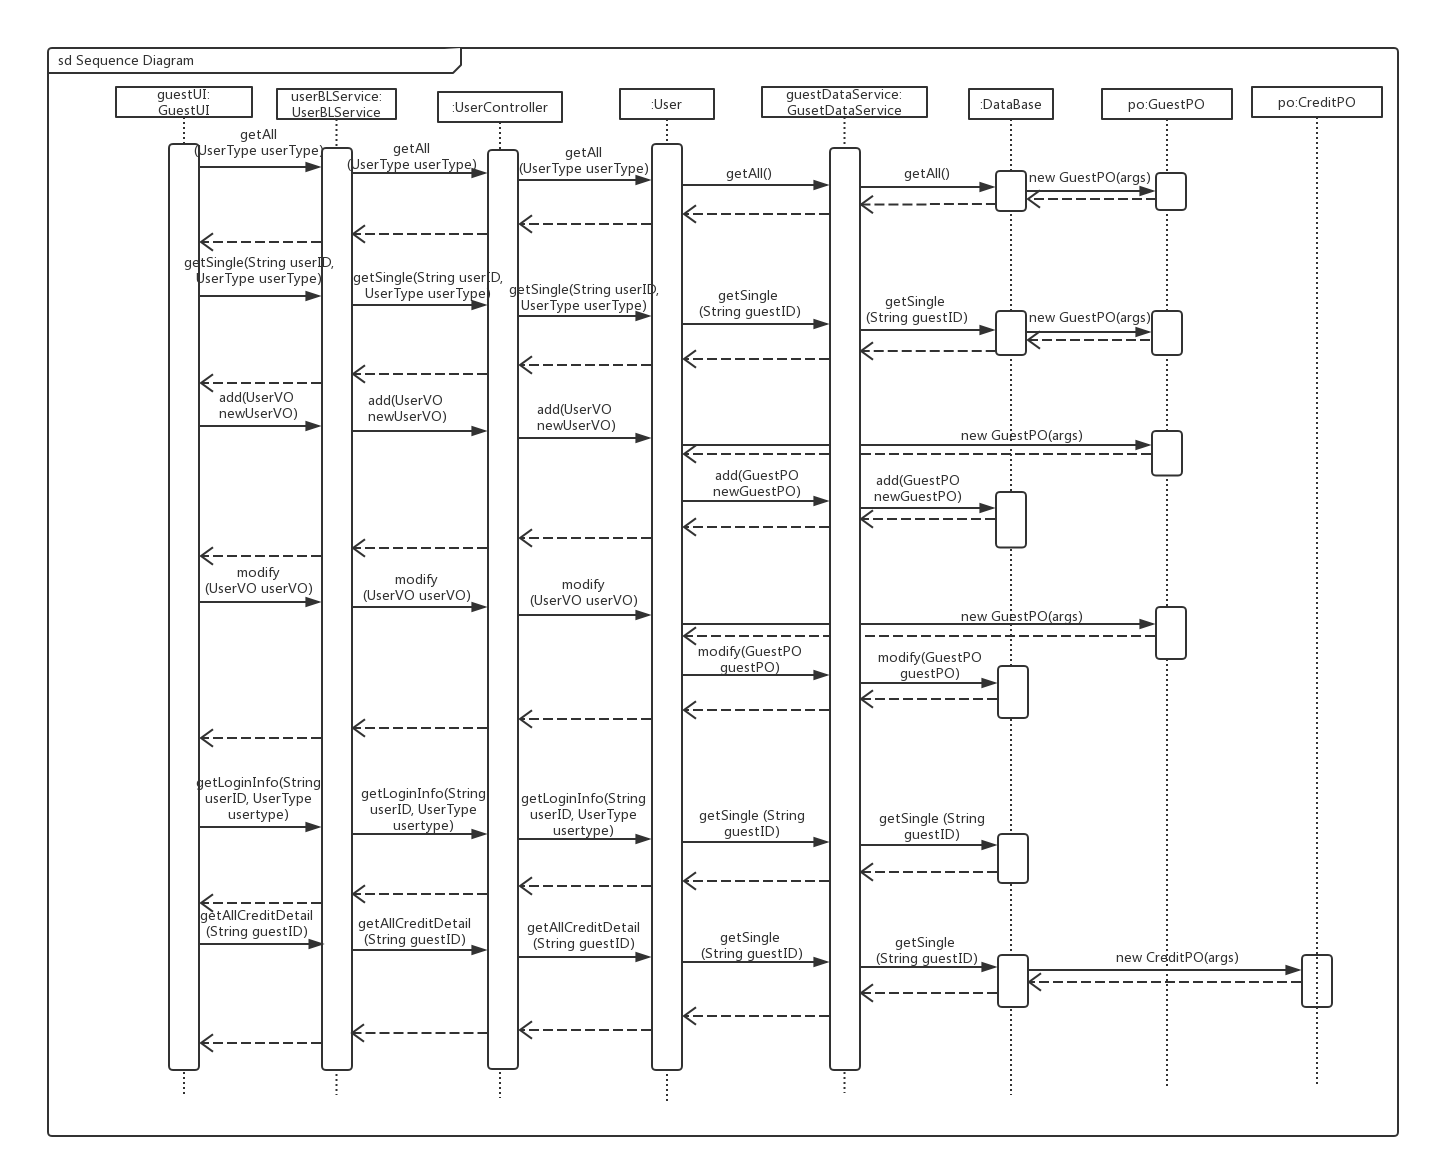 sd Sequence Diagram
guestUI:
GuestUI
userBLService:
UserBLService
:UserController
:User
guestDataService:
GusetDataService
:DataBase
po:GuestPO
po:CreditPO
getAll
(UserType userType)
getAll
(UserType userType)
getAll
(UserType userType)
getAll()
getAll()
new GuestPO(args)
getSingle(String userID,
UserType userType)
getSingle(String userID,
UserType userType)
getSingle(String userID,
UserType userType)
getSingle
(String guestID)
getSingle
(String guestID)
new GuestPO(args)
add(UserVO
newUserVO)
add(UserVO
newUserVO)
add(UserVO
newUserVO)
new GuestPO(args)
add(GuestPO
newGuestPO)
add(GuestPO
newGuestPO)
modify
(UserVO userVO)
modify
(UserVO userVO)
modify
(UserVO userVO)
new GuestPO(args)
modify(GuestPO
guestPO)
modify(GuestPO
guestPO)
getLoginInfo(String
userID, UserType
usertype)
getLoginInfo(String
userID, UserType
usertype)
getLoginInfo(String
userID, UserType
usertype)
getSingle (String
guestID)
getSingle (String
guestID)
getAllCreditDetail
(String guestID)
getAllCreditDetail
(String guestID)
getAllCreditDetail
(String guestID)
getSingle
(String guestID)
getSingle
(String guestID)
new CreditPO(args)